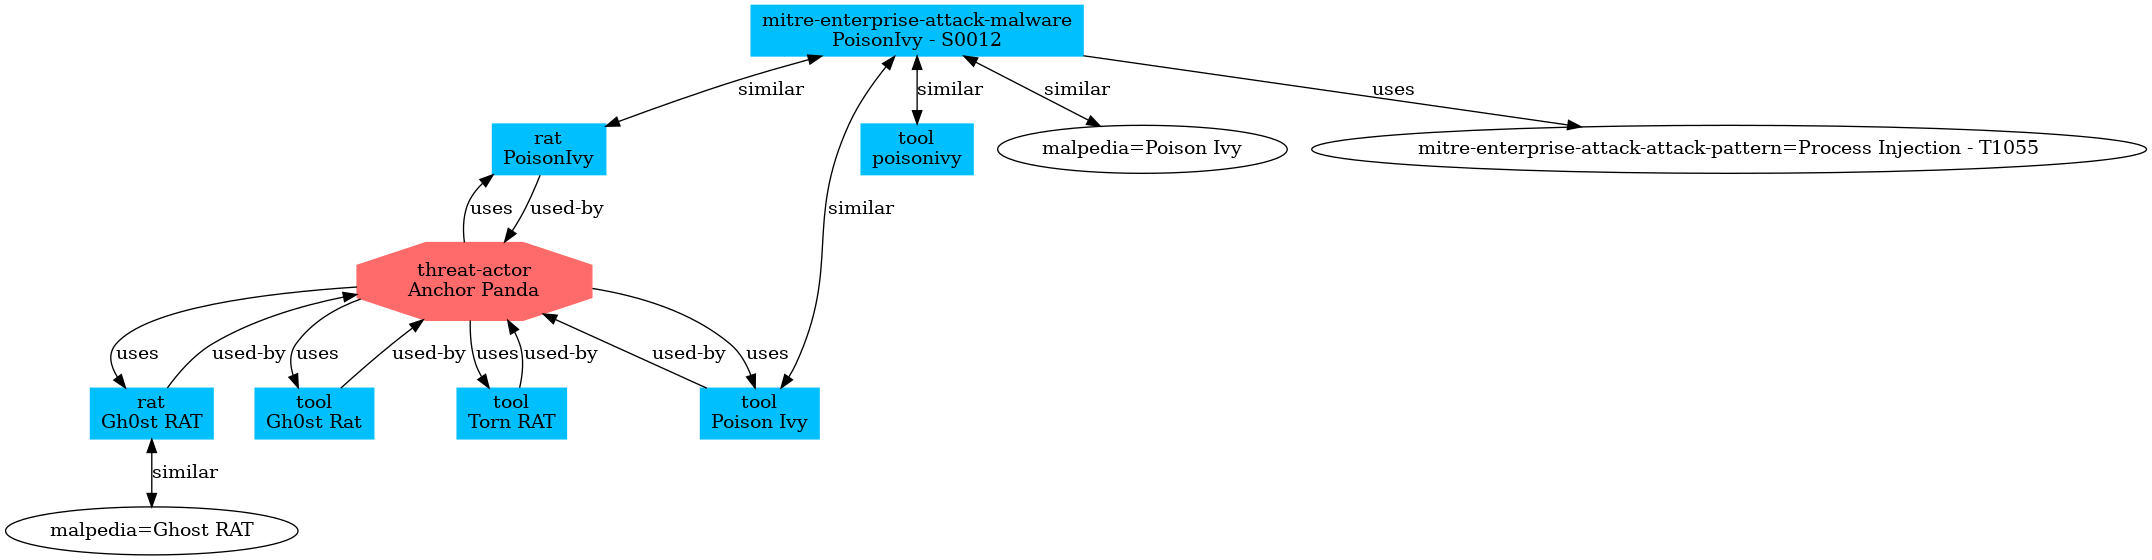 mitre-enterprise-attack-malware
PoisonIvy - S0012
similar
similar
similar
uses
rat
PoisonIvy
tool
poisonivy
malpedia=Poison Ivy
mitre-enterprise-attack-attack-pattern=Process Injection - T1055
uses
used-by
similar
threat-actor
Anchor Panda
uses
used-by
uses
used-by
uses
used-by
used-by
uses
rat
Gh0st RAT
tool
Gh0st Rat
tool
Torn RAT
tool
Poison Ivy
similar
malpedia=Ghost RAT